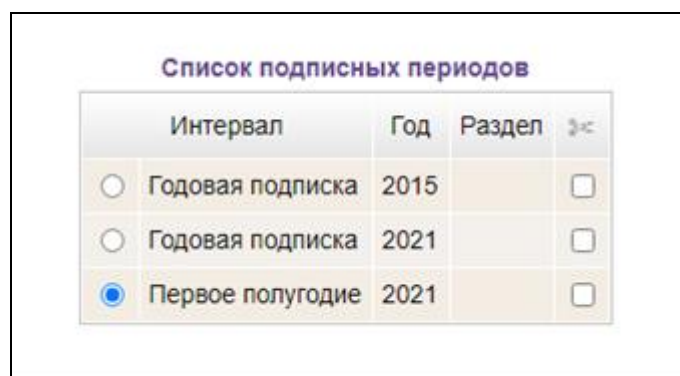 Список подписных периодов
Интервал Год Раздел
Годовая подписка 2015
Годовая подписка 2021
Первое полугодие 2021